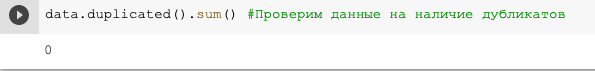 data.duplicated().sum() #Проверим данные на наличие дубликатов
0